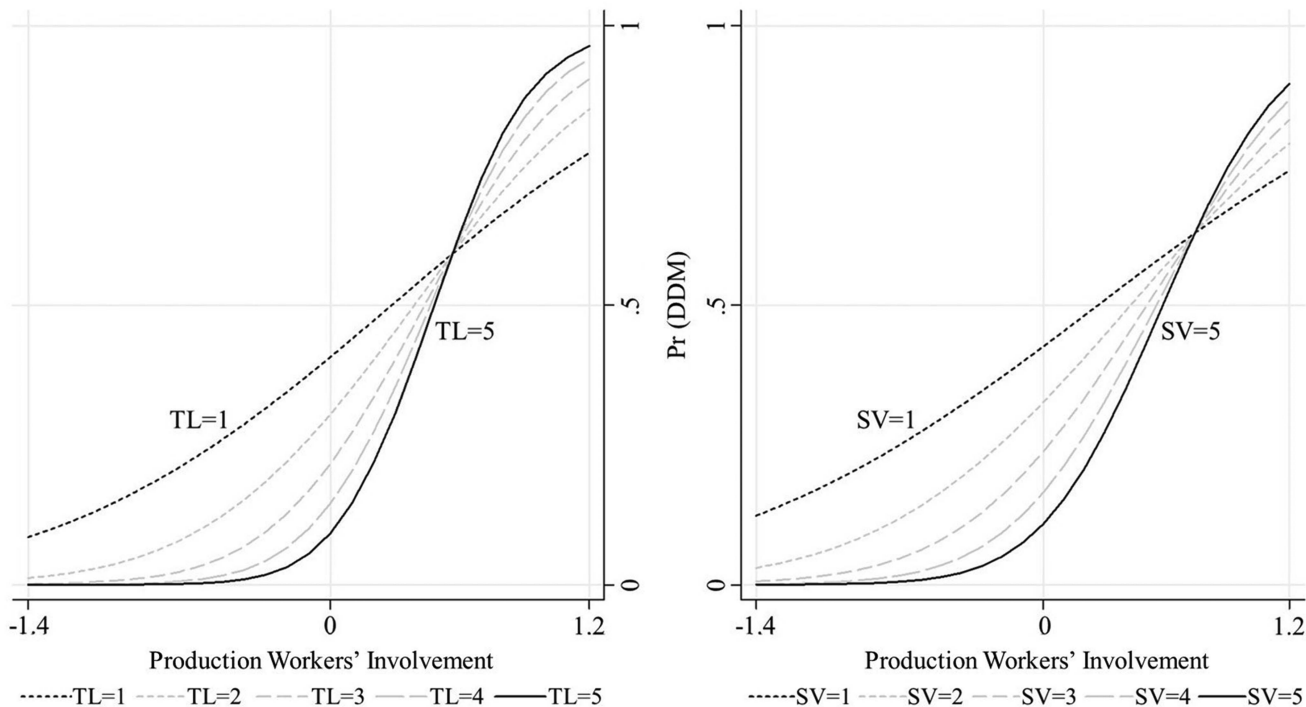 1
.5
0
TL=5
TL=1
-1.4 0 1.2
Production Workers’ Involvement
TL=1 TL=2 TL=3 TL=4 TL=5
Pr (DDM)
1
.5
0
SV=5
SV=1
-1.4 0 1.2
Production Workers’ Involvement
SV=1 SV=2 SV=3 SV=4 SV=5